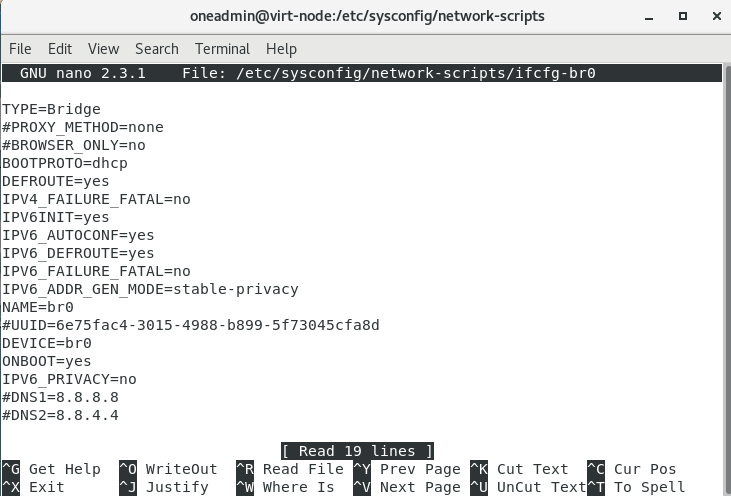 oneadmin@virt-node:/etc/sysconfig/network-scripts
File Edit View Search Terminal Help
GNU nano 2.3.1 File: /etc/sysconfig/network-scripts/ifcfg-br0
TYPE=Bridge
#PROXY_METHOD=none
#BROWSER_ONLY=no
BOOTPROTO=dhcp
DEFROUTE=yes
IPV4_FAILURE_FATAL=no
IPV6INIT=yes
IPV6_AUTOCONF=yes
IPV6_DEFROUTE=yes
IPV6_FAILURE_FATAL=no
IPV6_ADDR_GEN_MODE=stable-privacy
NAME=br0
#UUID=6e75fac4-3015-4988-b899-5f73045cfa8d
DEVICE=br0
ONBOOT=yes
IPV6_PRIVACY=no
#DNS1=8.8.8.8
#DNS2=8.8.4.4
[ Read 19 lines ]
^G Get Help ^O WriteOut ^R Read File ^Y Prev Page ^K Cut Text ^C Cur Pos
^X Exit ^J Justify ^W Where Is ^V Next Page ^U UnCut Text ^T To Spell